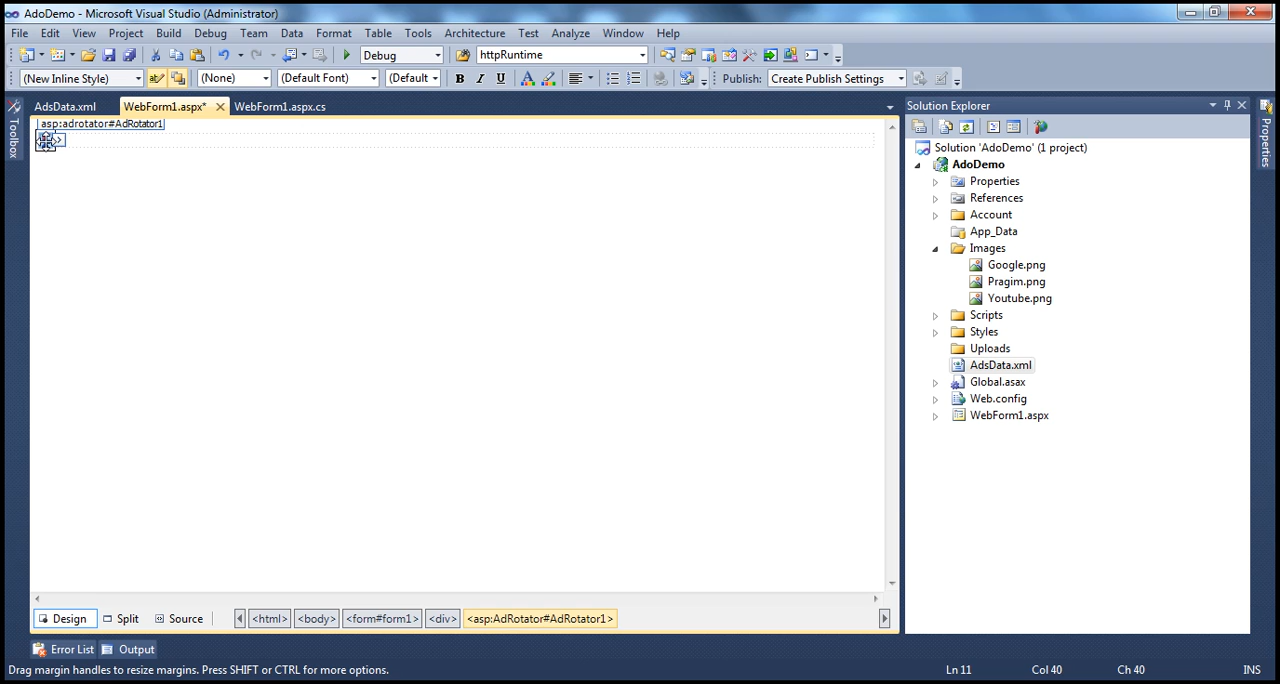 AdoDemo - Microsoft Visual Studio (Administrator)
File Edit View Project Build Debug Team Data Format Table Tools Architecture Test Analyze Window Help
Debug httpRuntime
(New Inline Style) (None) (Default Font) (Default B I U A Publish: Create Publish Settings
AdsData.xml WebForm1.aspx* WebForm1.aspx.cs
Toolbox
asp:adrotator#AdRotator1
Solution Explorer
Properties
Solution 'AdoDemo' (1 project)
AdoDemo
Properties
References
Account
App_Data
Images
Google.png
Pragim.png
Youtube.png
Scripts
Styles
Uploads
AdsData.xml
Global.asax
Web.config
WebForm1.aspx
Design Split Source <html> <body> <form#form1> <div> <asp:AdRotator#AdRotator1>
Error List Output
Drag margin handles to resize margins. Press SHIFT or CTRL for more options. Ln 11 Col 40 Ch 40 INS